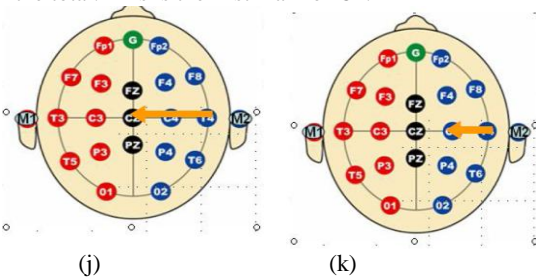 Fp1 G Fp2 Fp1 G Fp2
F7 F3 FZ F4 F8 F7 F3 FZ F4 F8
M1 T3 C3 CZ C4 T4 M2 M1 T3 C3 CZ M2
T5 P3 PZ P4 T6 T5 P3 PZ P4 T6
01 02 01 02
(j) (k)